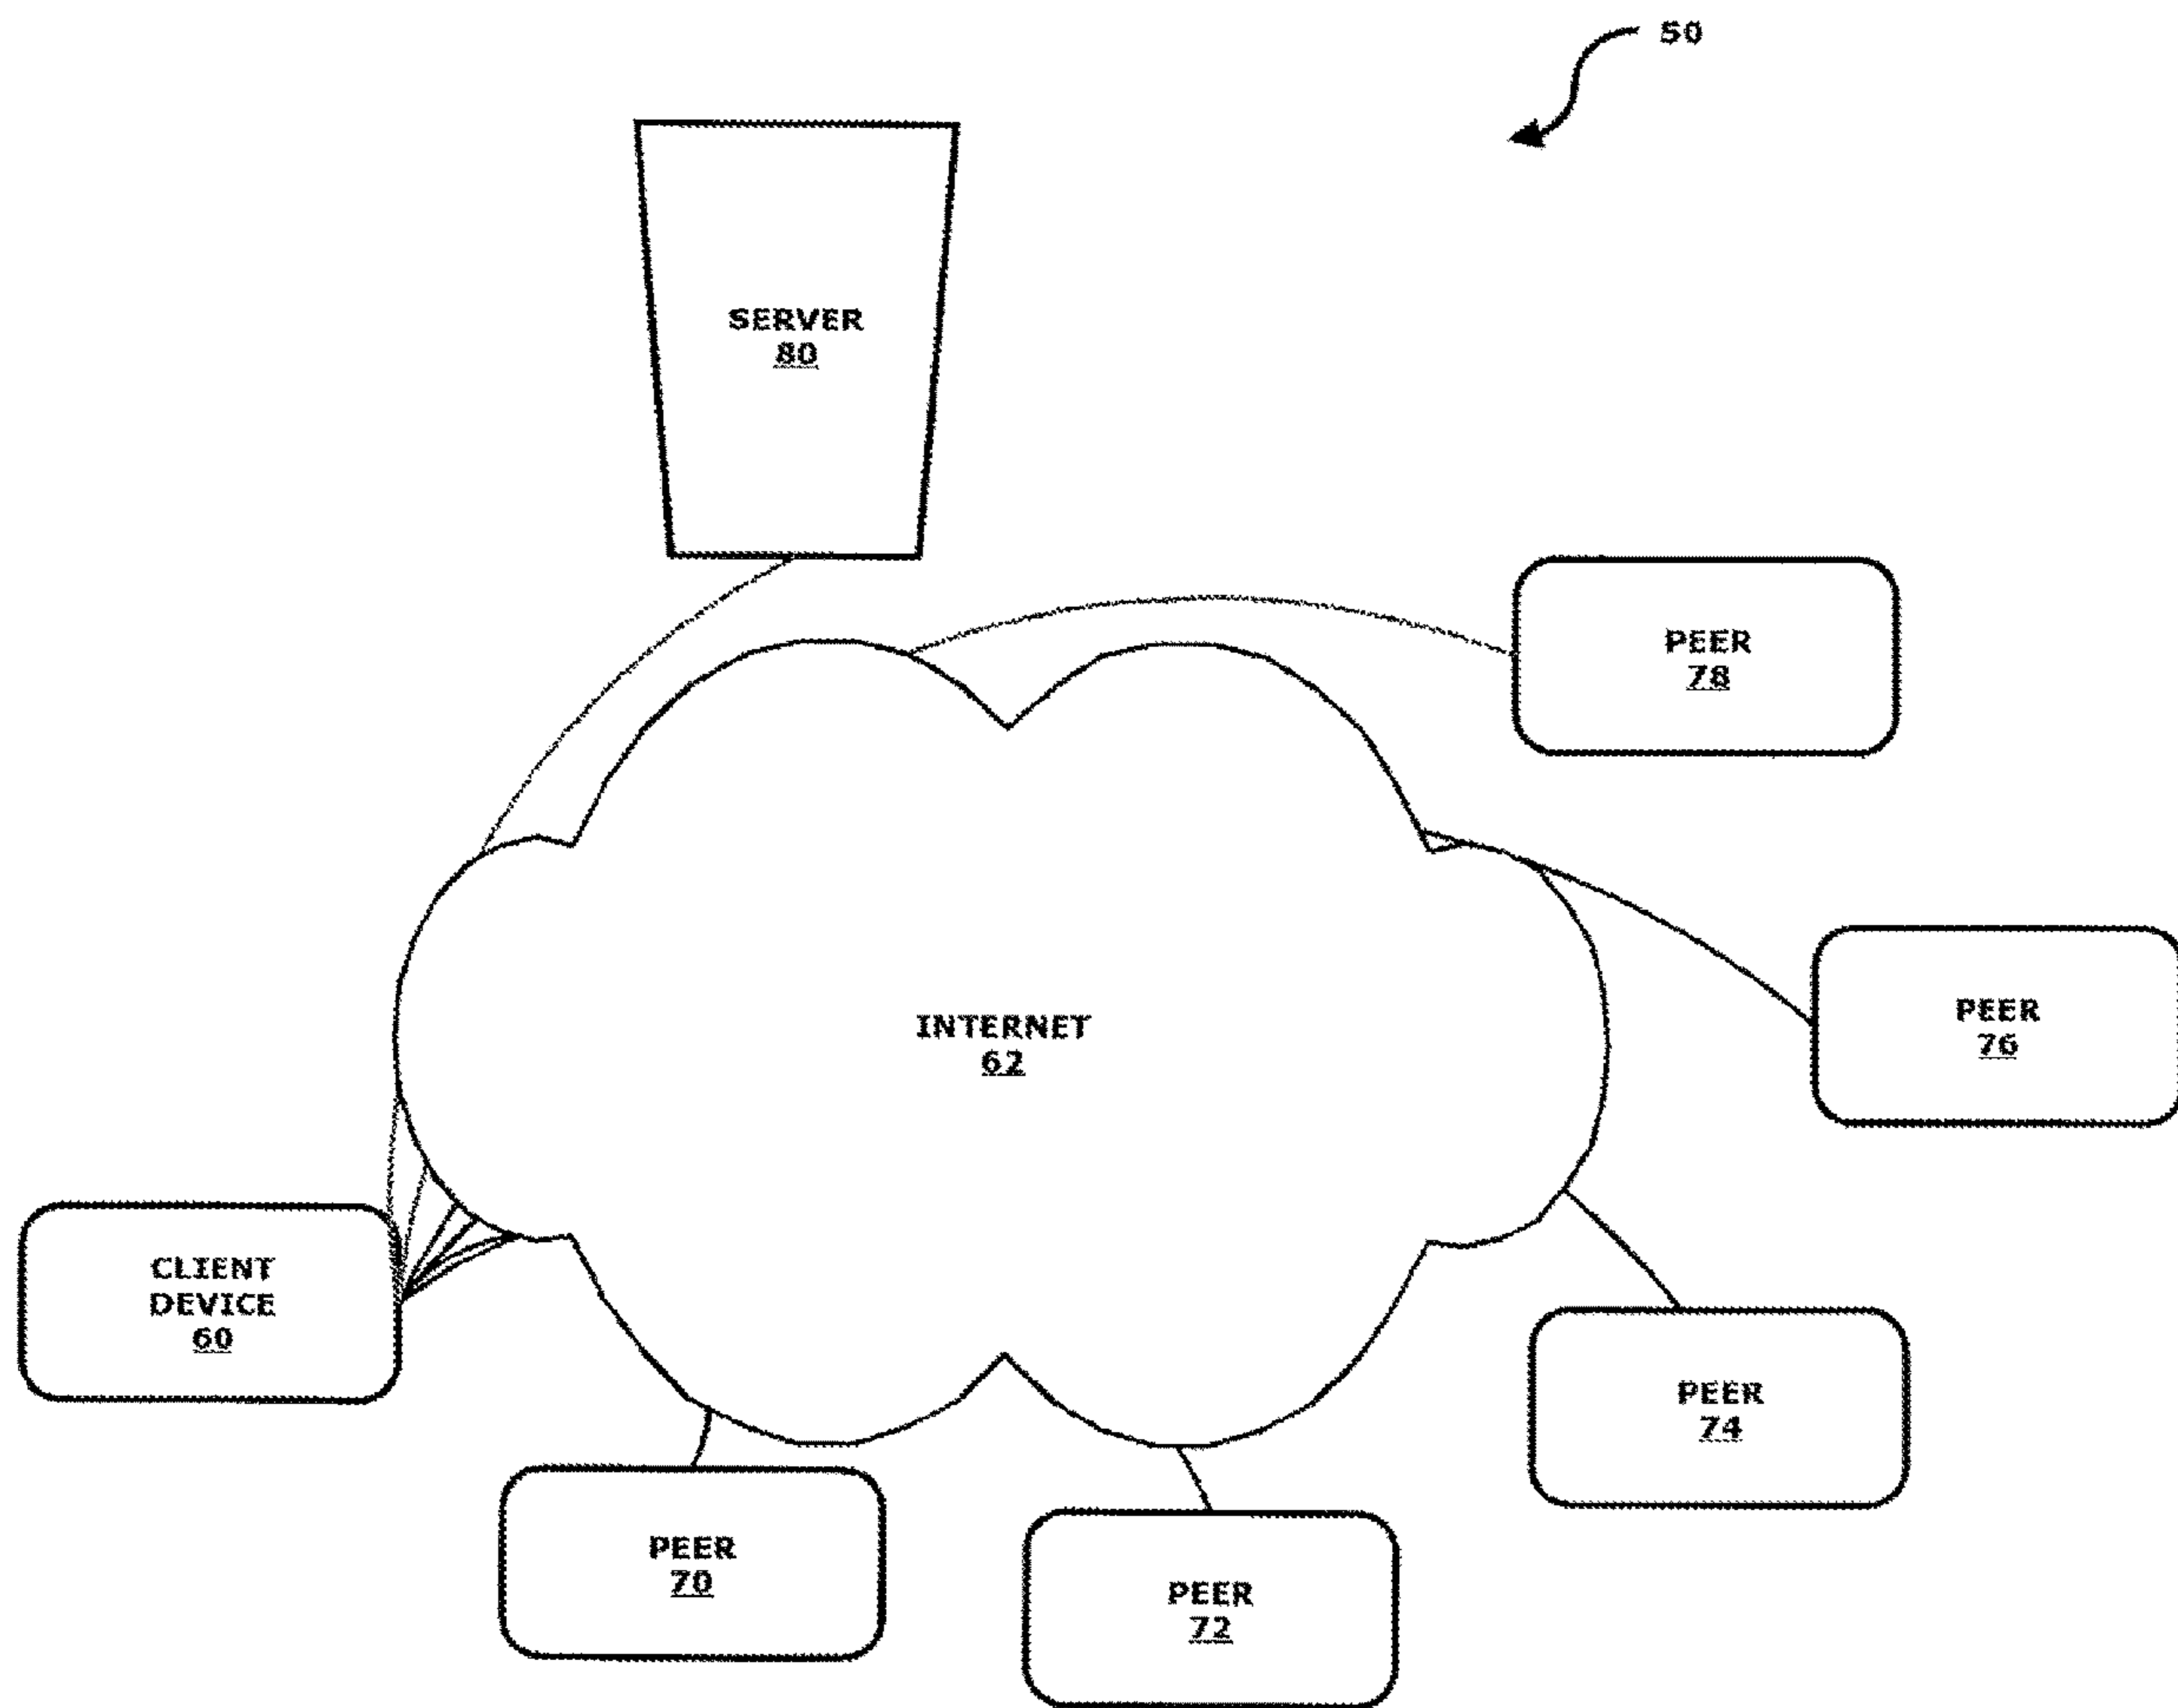 50
SERVER
80
PEER
78
PEER
76
INTERNET
62
CLIENT
DEVICE
60
PEER
74
PEER
70
PEER
72